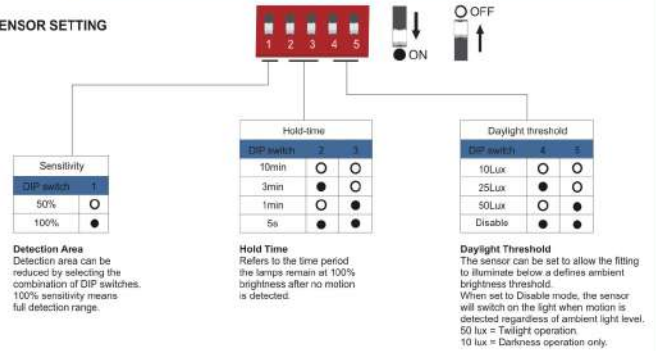 ENSOR SETTING
1 2 3 4 5
ON
OFF
Sensitivity
DIP switch 1
50%
100%
Hold-time
DIP switch 2 3
10min
3min
1min
5s
Daylight threshold
DIP switch 4 5
10Lux
25Lux
50Lux
Disable
Detection Area
Detection area can be
reduced by selecting the
combination of DIP switches.
100% sensitivity means
full detection range.
Hold Time
Refers to the time period
the lamps remain at 100%
brightness after no motion
is detected.
Daylight Threshold
The sensor can be set to allow the fitting
to illuminate below a defines ambient
brightness threshold.
When set to Disable mode, the sensor
will switch on the light when motion is
detected regardless of ambient light level.
50 lux = Twilight operation.
10 lux = Darkness operation only.